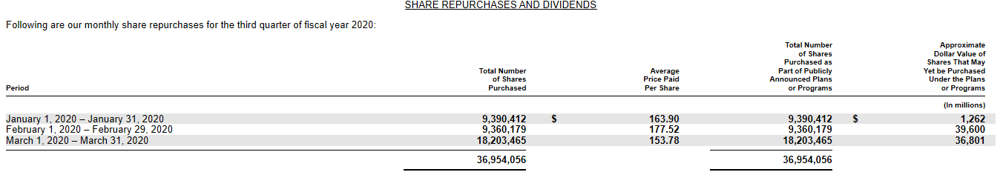 SHARE REPURCHASES AND DIVIDENDS
Following are our monthly share repurchases for the third quarter of fiscal year 2020:
Period
Total Number
of Shares
Purchased
Average
Price Paid
Per Share
Total Number
of Shares
Purchased as
Part of Publicly
Announced Plans
or Programs
Approximate
Dollar Value of
Shares That May
Yet be Purchased
Under the Plans
or Programs
(In millions)
January 1, 2020 – January 31, 2020 9,390,412 $ 163.90 9,390,412 $ 1,262
February 1, 2020 – February 29, 2020 9,360,179 177.52 9,360,179 39,600
March 1, 2020 – March 31, 2020 18,203,465 153.78 18,203,465 36,801
36,954,056 36,954,056